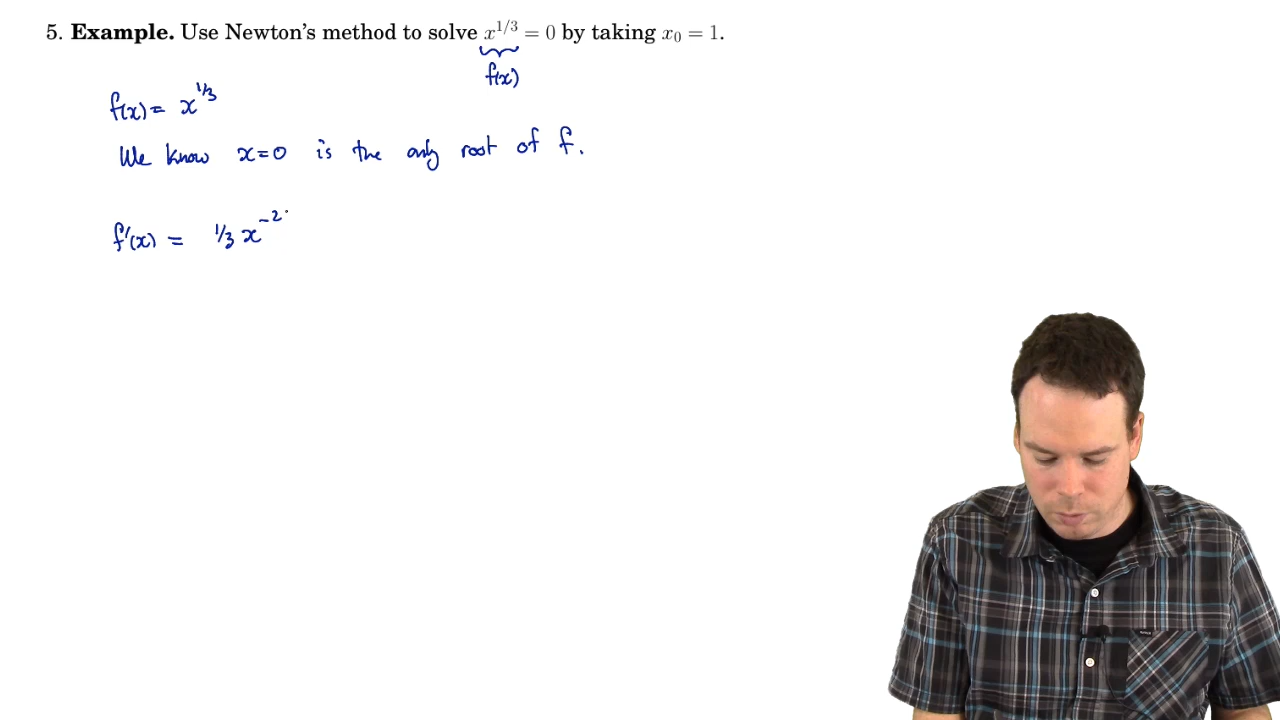 5. Example. Use Newton's method to solve x^{1/3} = 0 by taking x_0 = 1.
f(x)
f(x) = x^{1/3}
We know x=0 is the only root of f.
f'(x) = 1/3 x^{-2}